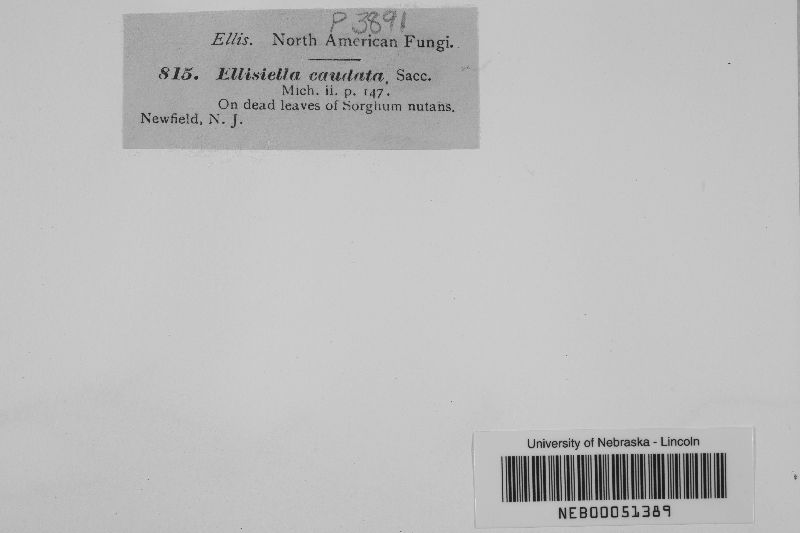 P 3891
Ellis. North American Fungi.
815. Ellisiella caudata, Sacc.
Mich. ii. p. 147.
On dead leaves of Sorghum nutans.
Newfield, N. J.
University of Nebraska - Lincoln
NEB00051389